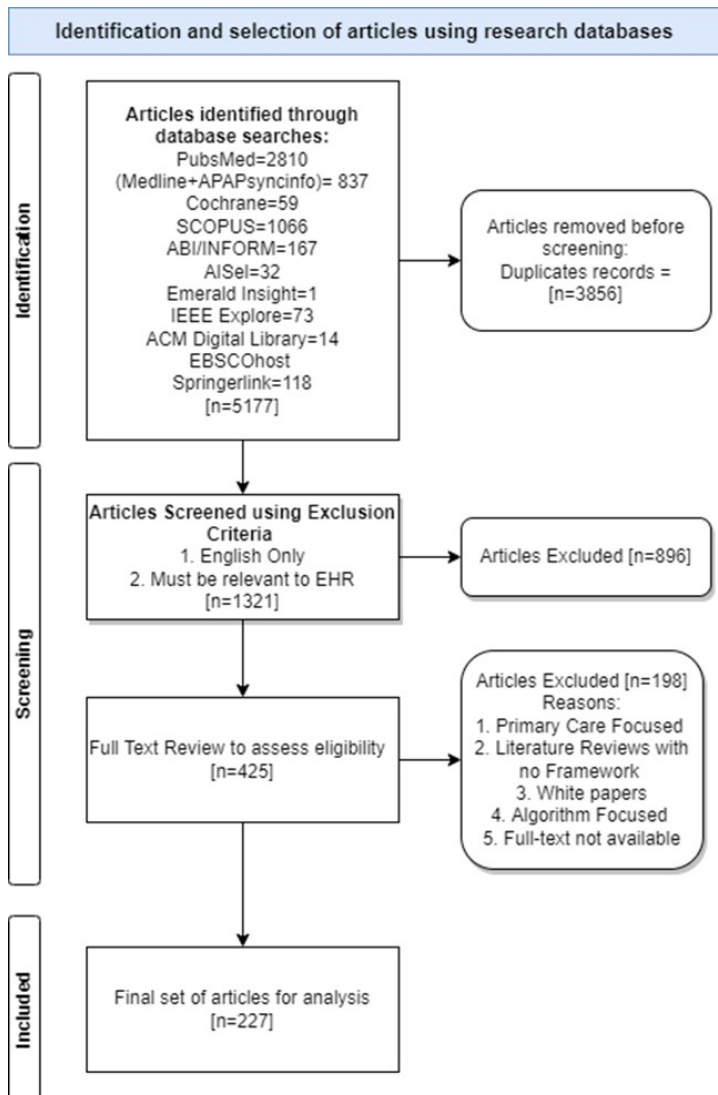 Identification and selection of articles using research databases
Identification
Articles identified through
database searches:
PubsMed=2810
(Medline+APAPsyncinfo)= 837
Cochrane=59
SCOPUS=1066
ABI/INFORM=167
AISel=32
Emerald Insight=1
IEEE Explore=73
ACM Digital Library=14
EBSCOhost
Springerlink=118
[n=5177]
Articles removed before
screening:
Duplicates records =
[n=3856]
Screening
Articles Screened using Exclusion
Criteria
1. English Only
2. Must be relevant to EHR
[n=1321]
Articles Excluded [n=896]
Full Text Review to assess eligibility
[n=425]
Articles Excluded [n=198]
Reasons:
1. Primary Care Focused
2. Literature Reviews with
no Framework
3. White papers
4. Algorithm Focused
5. Full-text not available
Included
Final set of articles for analysis
[n=227]